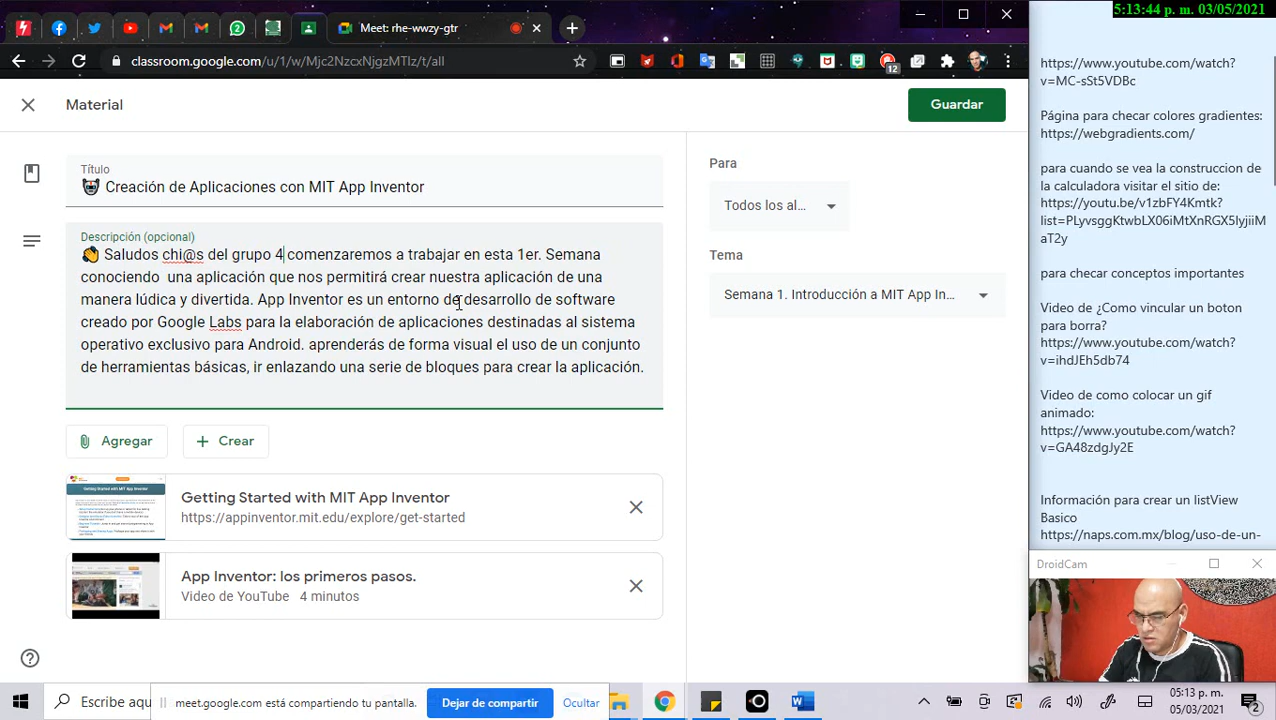 5:13:44 p. m. 03/05/2021
Meet: rhe-wwzy-gtr
classroom.google.com/u/1/w/Mjc2NzcxNjgzMTIz/t/all
12
Material
Guardar
Título
Creación de Aplicaciones con MIT App Inventor
Descripción (opcional)
Saludos chi@s del grupo 4 comenzaremos a trabajar en esta 1er. Semana
conociendo una aplicación que nos permitirá crear nuestra aplicación de una
manera lúdica y divertida. App Inventor es un entorno de desarrollo de software
creado por Google Labs para la elaboración de aplicaciones destinadas al sistema
operativo exclusivo para Android. aprenderás de forma visual el uso de un conjunto
de herramientas básicas, ir enlazando una serie de bloques para crear la aplicación.
Agregar
Crear
Getting Started with MIT App Inventor
https://appinventor.mit.edu/explore/get-started
App Inventor: los primeros pasos.
Video de YouTube 4 minutos
Para
Todos los al...
Tema
Semana 1. Introducción a MIT App In...
https://www.youtube.com/watch?
v=MC-sSt5VDBc
Página para checar colores gradientes:
https://webgradients.com/
para cuando se vea la construccion de
la calculadora visitar el sitio de:
https://youtu.be/v1zbFY4Kmtk?
list=PLyvsggKtwbLX06iMtXnRGX5lyjiiM
aT2y
para checar conceptos importantes
Video de ¿Como vincular un boton
para borra?
https://www.youtube.com/watch?
v=ihdJEh5db74
Video de como colocar un gif
animado:
https://www.youtube.com/watch?
v=GA48zdgJy2E
Información para crear un listView
Basico
https://naps.com.mx/blog/uso-de-un-
DroidCam
Escribe aqu
meet.google.com está compartiendo tu pantalla.
Dejar de compartir
Ocultar
05:13 p. m.
05/03/2021
2